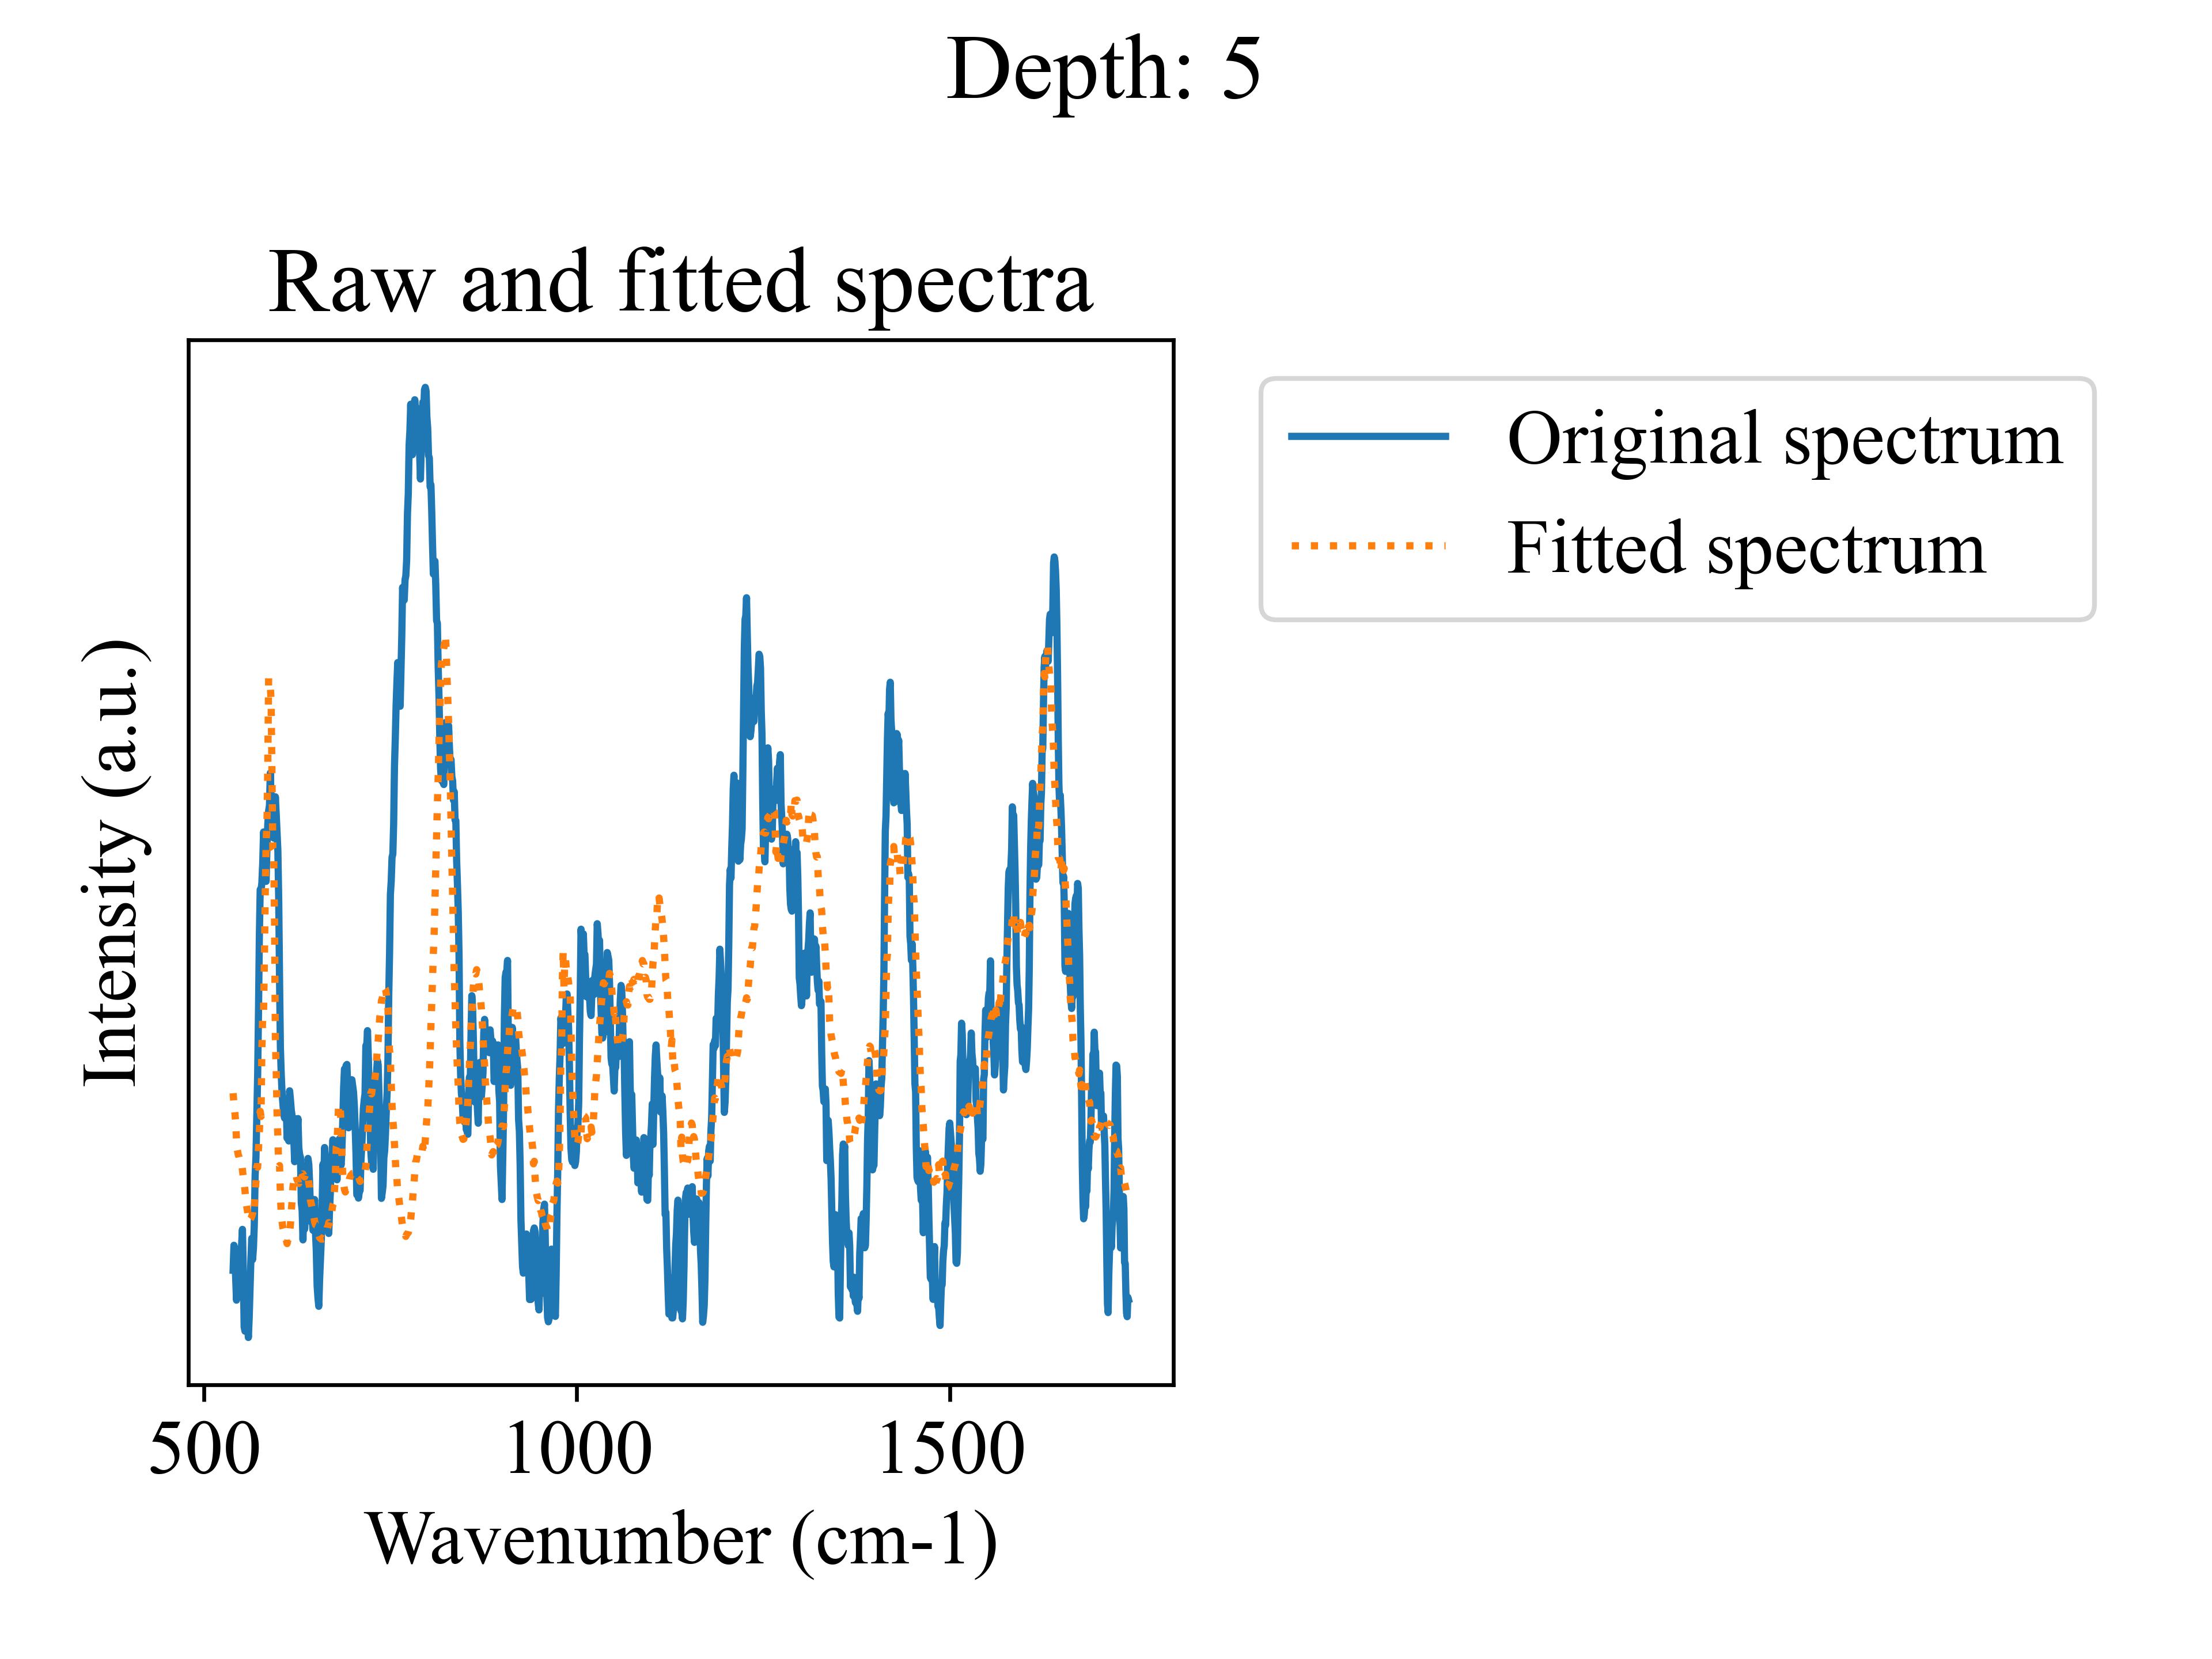 Depth: 5
Raw and fitted spectra
Original spectrum
Fitted spectrum
Intensity (a.u.)
500
1000
1500
Wavenumber (cm-1)